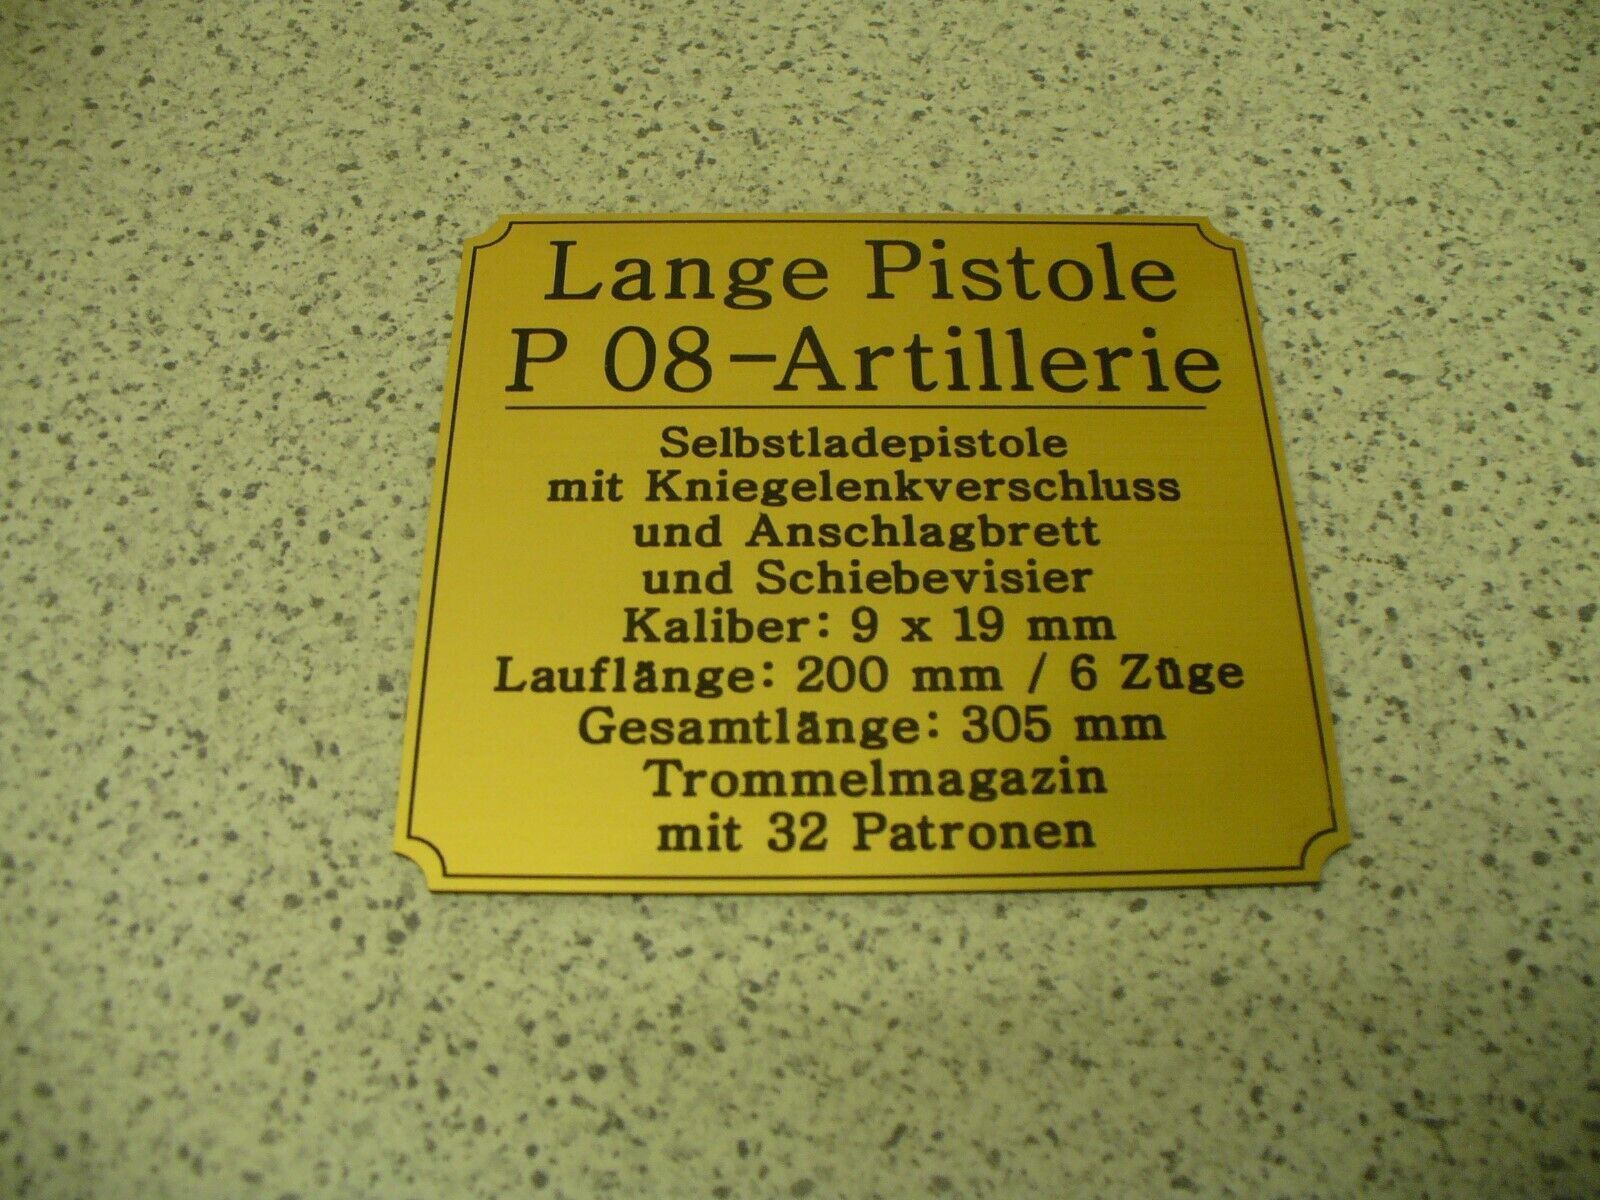 Lange Pistole
P 08-Artillerie
Selbstladepistole
mit Kniegelenkverschluss
und Anschlagbrett
und Schiebevisier
Kaliber: 9 x 19 mm
Lauflänge: 200 mm / 6 Züge
Gesamtlänge: 305 mm
Trommelmagazin
mit 32 Patronen